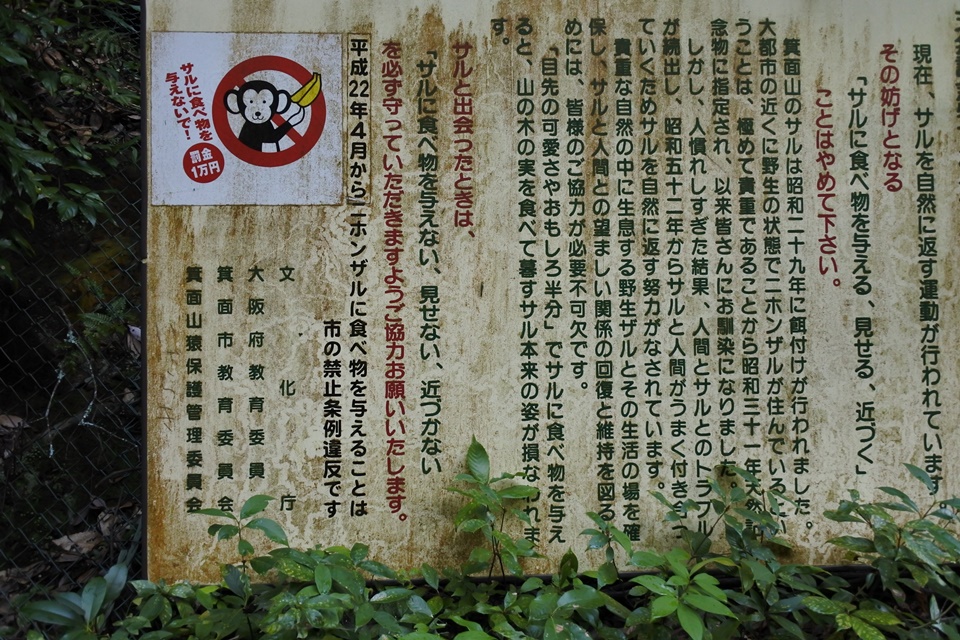 現在、サルを自然に返す運動が行われています
その妨げとなる
「サルに食べ物を与える、見せる、近づく」
ことはやめて下さい。
箕面山のサルは昭和二十九年に餌付けが行われました。
大都市の近くに野生の状態でニホンザルが住んでいるとい
うことは、極めて貴重であることから昭和三十一年天然記
念物に指定され、以来皆さんにお馴染になりました。
しかし、人慣れしすぎた結果、人間とサルとのトラブル
が続出し、昭和五十二年からサルと人間がうまく付き合っ
ていくためサルを自然に返す努力がなされています。
貴重な自然の中に生息する野生ザルとその生活の場を確
保し、サルと人間との望ましい関係の回復と維持を図る
めには、皆様のご協力が必要不可欠です。
「目先の可愛さやおもしろ半分」でサルに食べ物を与え
ると、山の木の実を食べて暮すサル本来の姿が損なわれま
す。
サルと出会ったときは、
「サルに食べ物を与えない、見せない、近づかない
を必ず守っていただきますようご協力お願いいたします。
平成22年4月から、ニホンザルに食べ物を与えることは
市の禁止条例違反です
文化庁
大阪府教育委員
箕面市教育委員会
箕面山猿保護管理委員会
サルに食べ物を
与えないで!
罰金
1万円